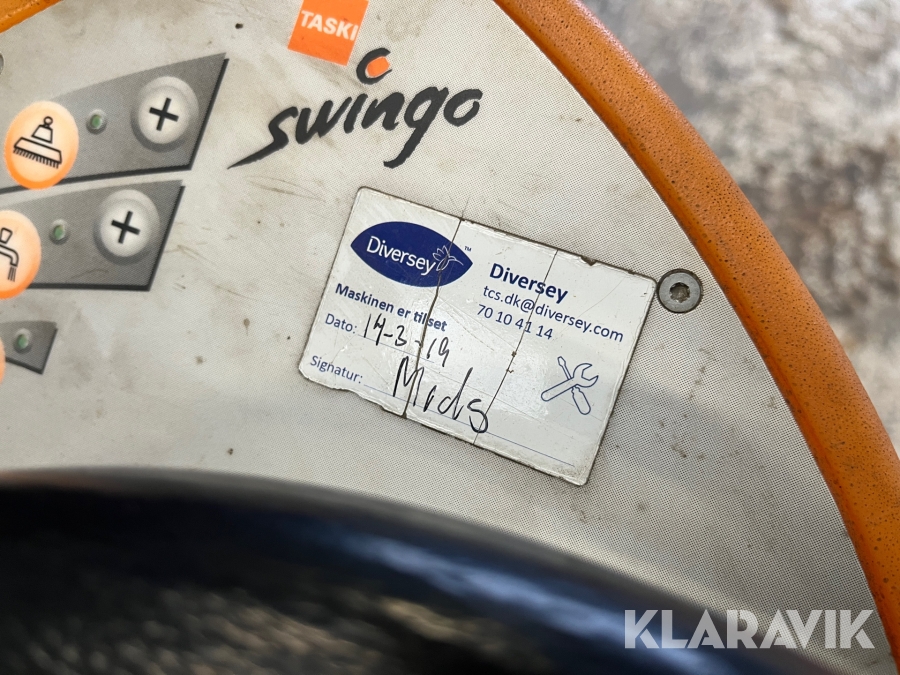 TASKI
swingo
Diversey™
Diversey
tcs.dk@diversey.com
70 10 41 14
Maskinen er tilset
Dato: 14-3-19
Signatur: Mads
KLARAVIK